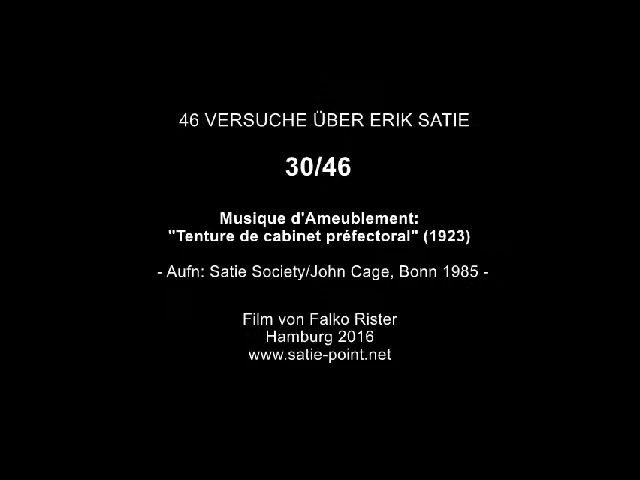 46 VERSUCHE ÜBER ERIK SATIE
30/46
Musique d'Ameublement:
"Tenture de cabinet préfectoral" (1923)
- Aufn: Satie Society/John Cage, Bonn 1985 -
Film von Falko Rister
Hamburg 2016
www.satie-point.net